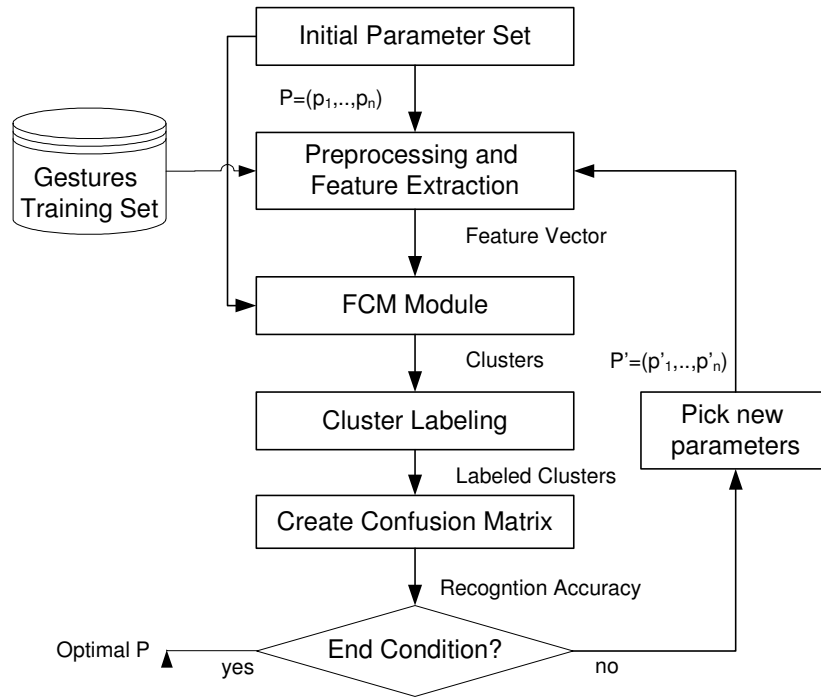 Initial Parameter Set
P=(p₁,..,pₙ)
Gestures
Training Set
Preprocessing and
Feature Extraction
Feature Vector
FCM Module
Clusters
P'=(p'₁,..,p'ₙ)
Cluster Labeling
Pick new
parameters
Labeled Clusters
Create Confusion Matrix
Recogntion Accuracy
End Condition?
Optimal P
yes
no